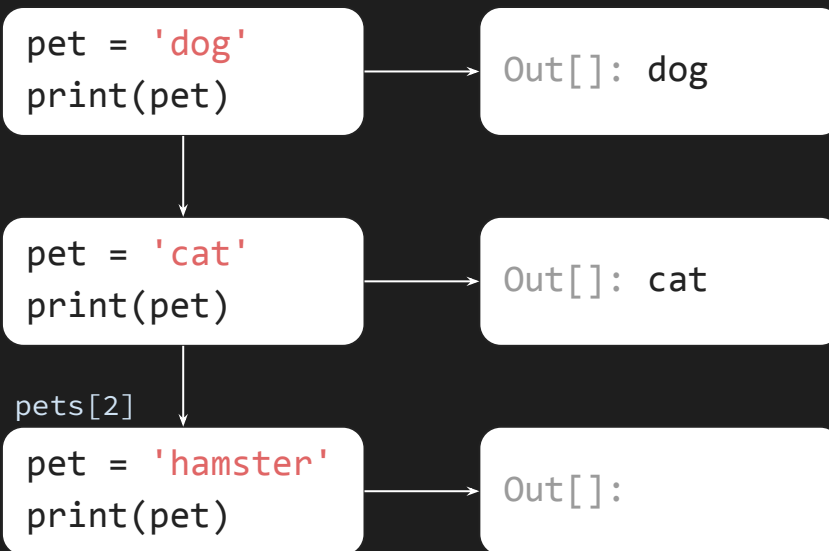 pet = 'dog'
print(pet)
Out[]: dog
pet = 'cat'
print(pet)
Out[]: cat
pets[2]
pet = 'hamster'
print(pet)
Out[]: